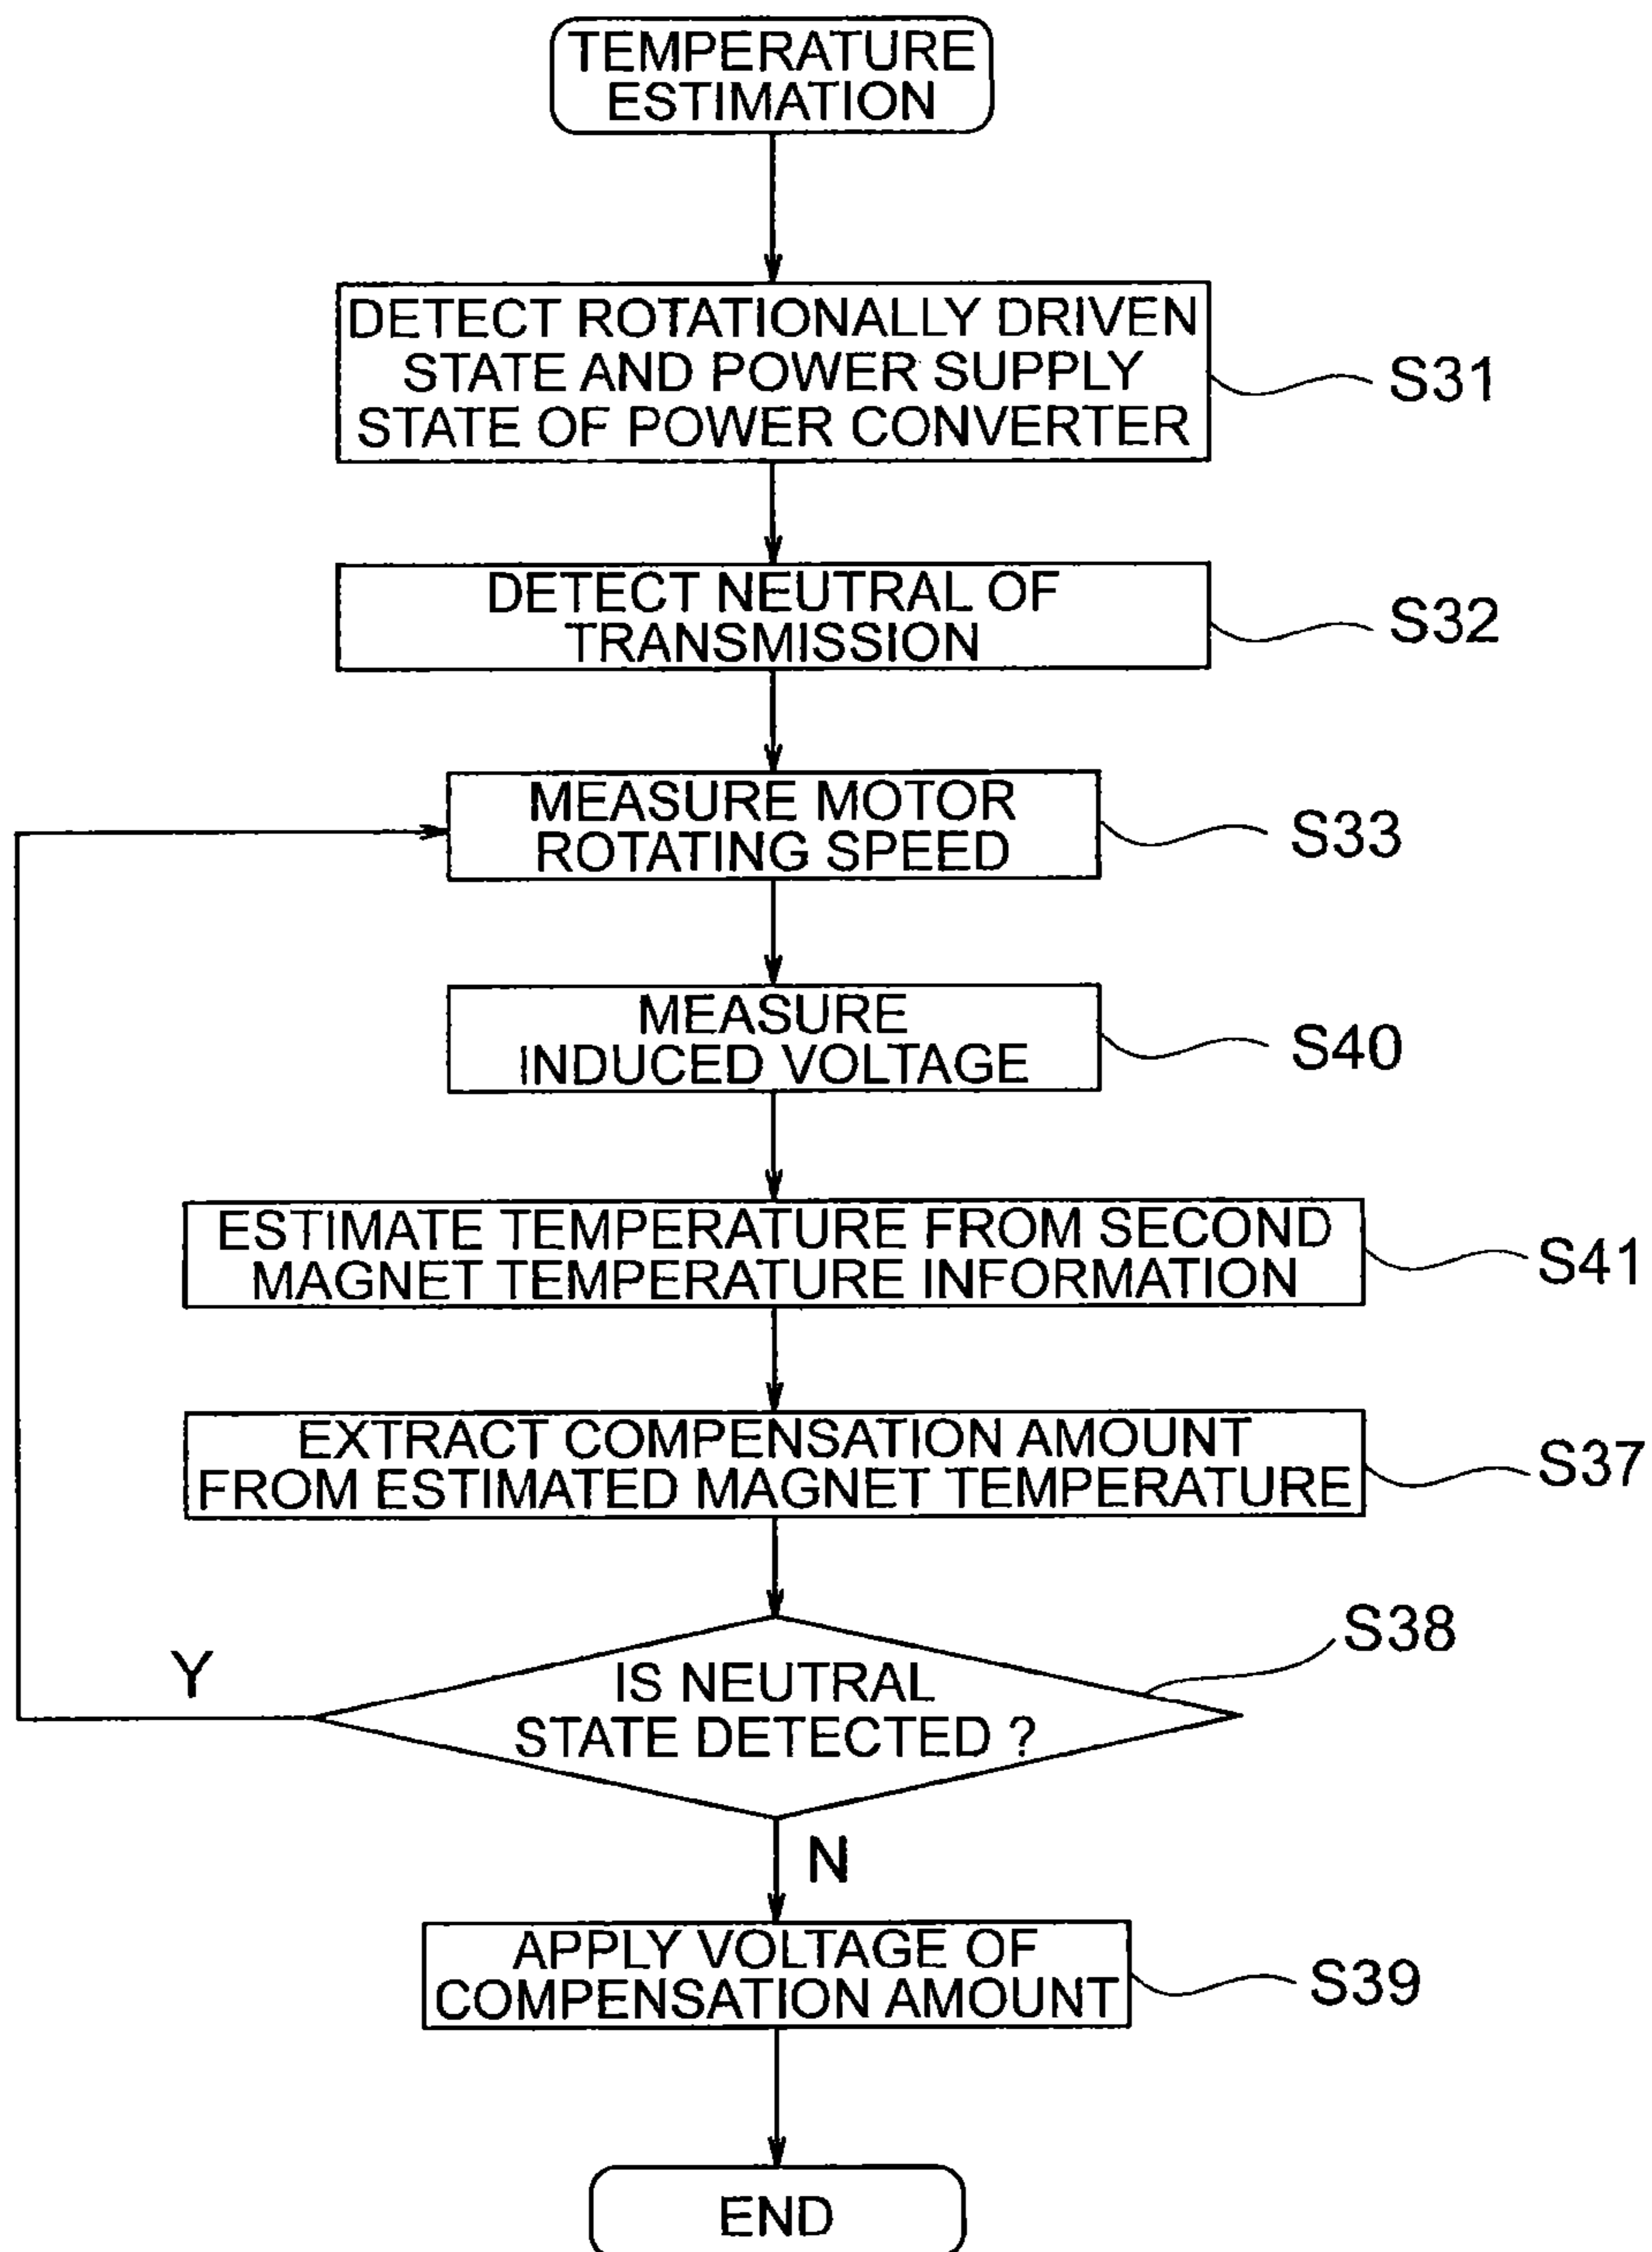 TEMPERATURE
ESTIMATION
DETECT ROTATIONALLY DRIVEN
STATE AND POWER SUPPLY
STATE OF POWER CONVERTER
S31
DETECT NEUTRAL OF
TRANSMISSION
S32
MEASURE MOTOR
ROTATING SPEED
S33
MEASURE
INDUCED VOLTAGE
S40
ESTIMATE TEMPERATURE FROM SECOND
MAGNET TEMPERATURE INFORMATION
S41
EXTRACT COMPENSATION AMOUNT
FROM ESTIMATED MAGNET TEMPERATURE
S37
IS NEUTRAL
STATE DETECTED ?
S38
Y
N
APPLY VOLTAGE OF
COMPENSATION AMOUNT
S39
END